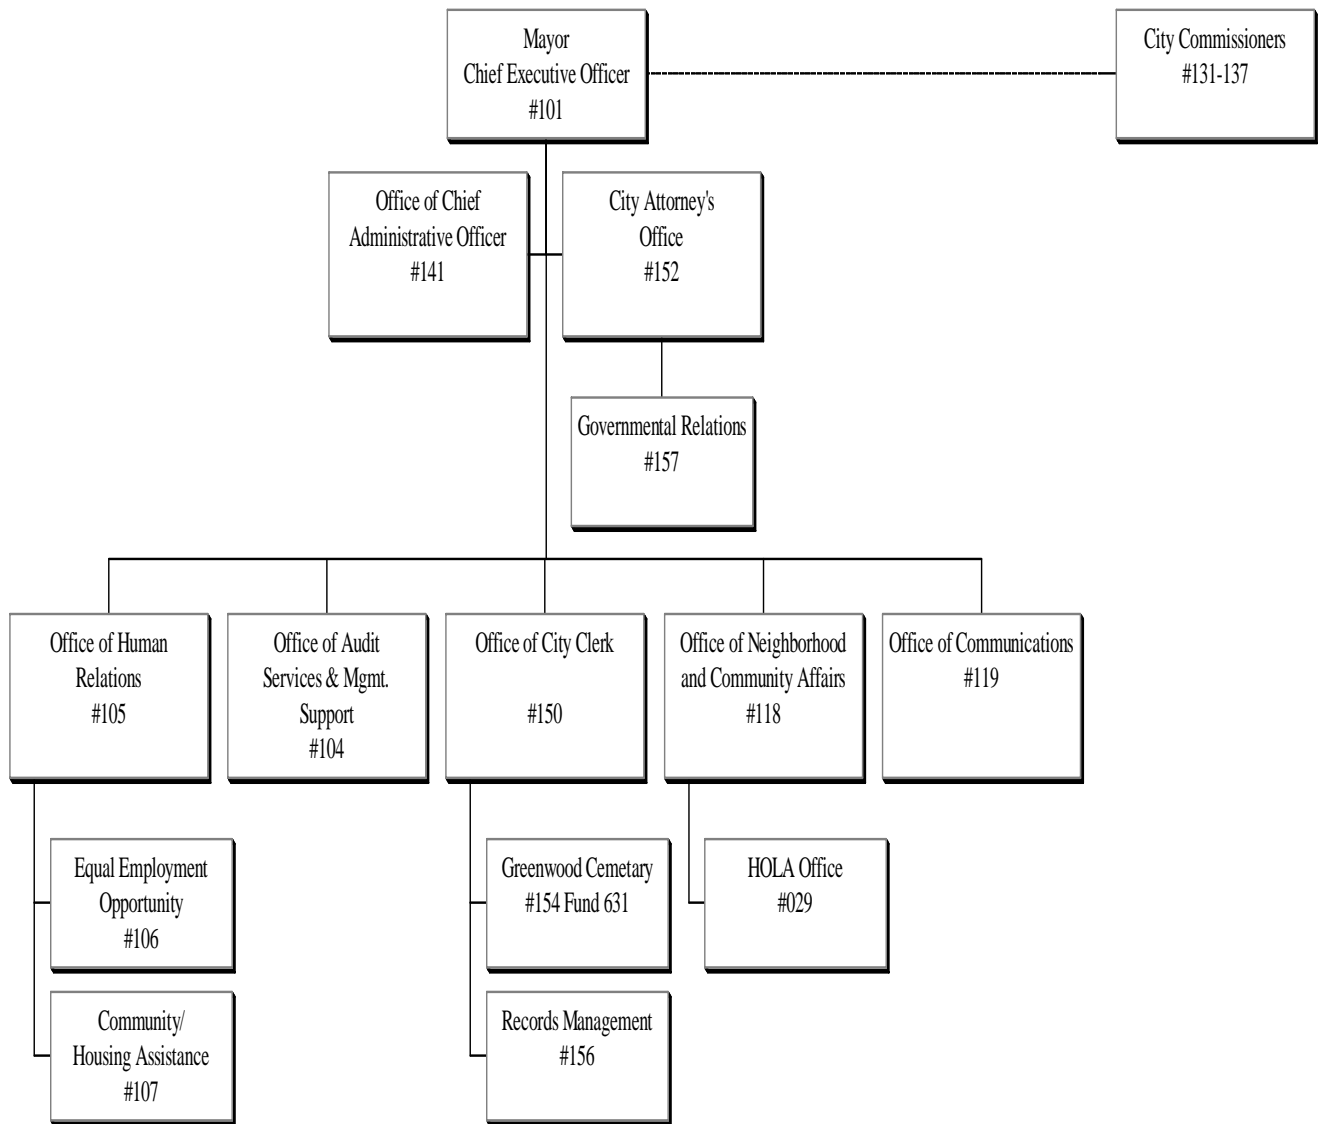 Mayor
Chief Executive Officer
#101
City Commissioners
#131-137
Office of Chief
Administrative Officer
#141
City Attorney's
Office
#152
Governmental Relations
#157
Office of Human
Relations
#105
Office of Audit
Services & Mgmt.
Support
#104
Office of City Clerk
#150
Office of Neighborhood
and Community Affairs
#118
Office of Communications
#119
Equal Employment
Opportunity
#106
Greenwood Cemetary
#154 Fund 631
HOLA Office
#029
Community/
Housing Assistance
#107
Records Management
#156